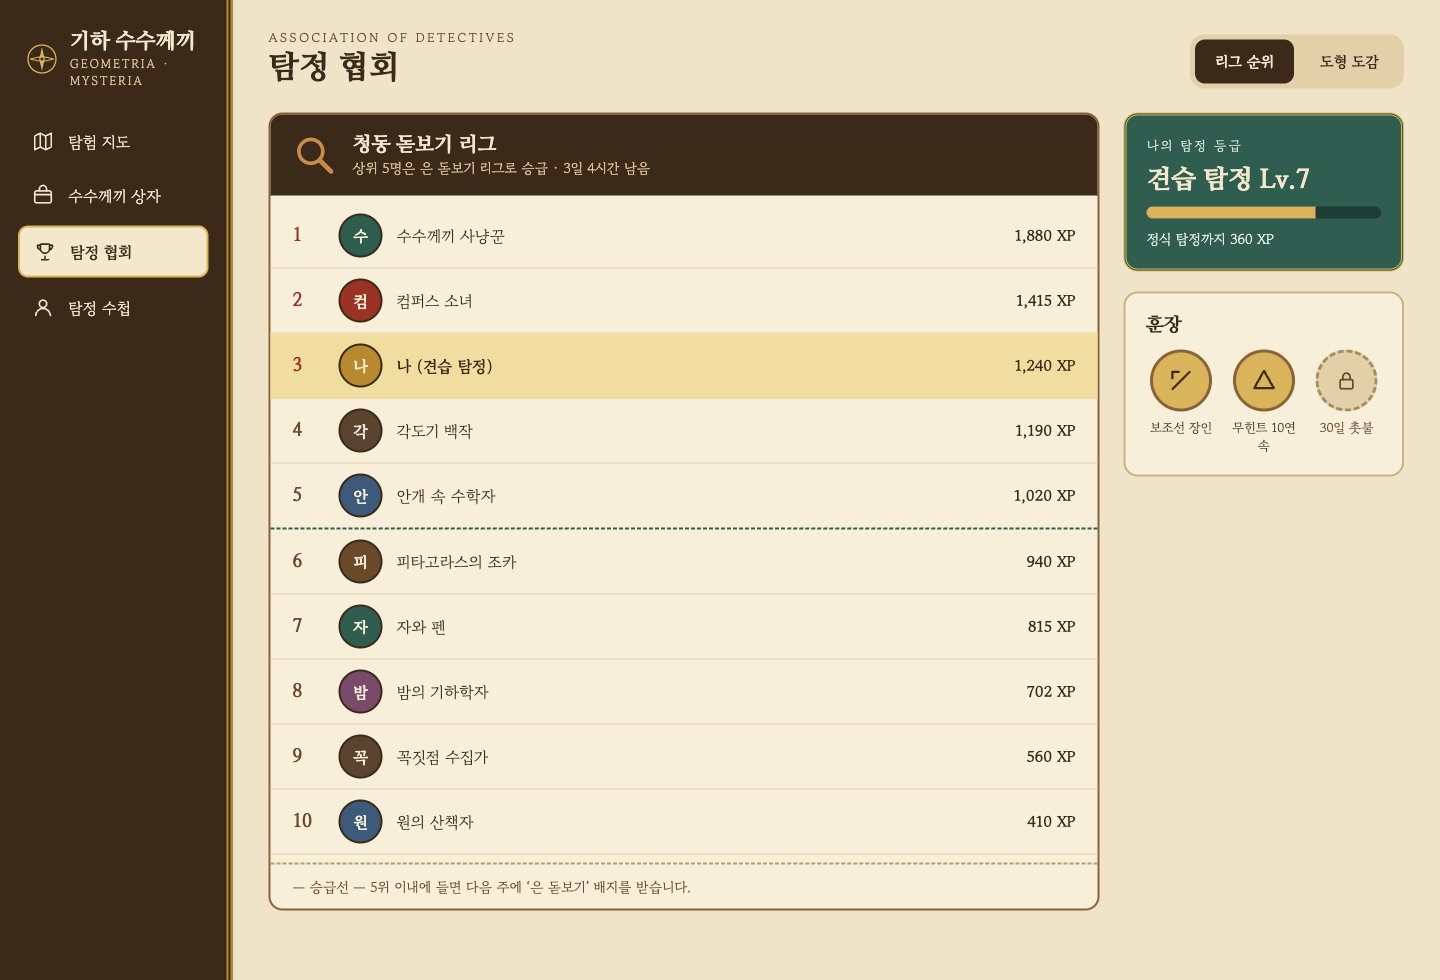 기하 수수께끼
GEOMETRIA ·
MYSTERIA
탐험 지도
수수께끼 상자
탐정 협회
탐정 수첩
ASSOCIATION OF DETECTIVES
탐정 협회
리그 순위
도형 도감
청동 돋보기 리그
상위 5명은 은 돋보기 리그로 승급 · 3일 4시간 남음
1 수 수수께끼 사냥꾼 1,880 XP
2 컴 컴퍼스 소녀 1,415 XP
3 나 나 (견습 탐정) 1,240 XP
4 각 각도기 백작 1,190 XP
5 안 안개 속 수학자 1,020 XP
6 피 피타고라스의 조카 940 XP
7 자 자와 펜 815 XP
8 밤 밤의 기하학자 702 XP
9 꼭 꼭짓점 수집가 560 XP
10 원 원의 산책자 410 XP
— 승급선 — 5위 이내에 들면 다음 주에 ‘은 돋보기’ 배지를 받습니다.
나의 탐정 등급
견습 탐정 Lv.7
정식 탐정까지 360 XP
훈장
보조선 장인
무힌트 10연
속
30일 촛불